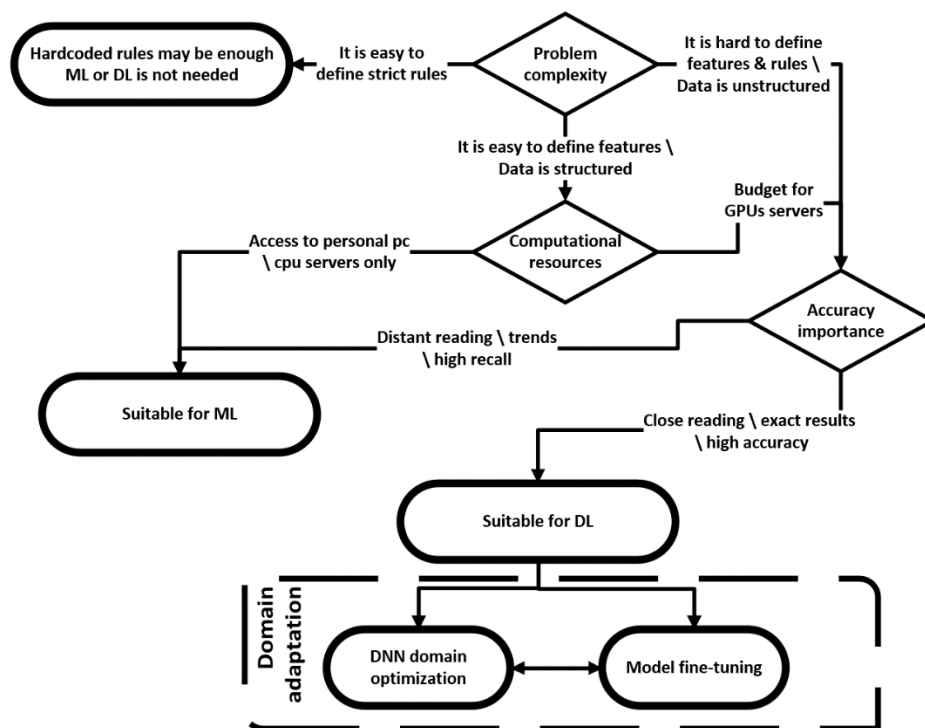 Hardcoded rules may be enough
ML or DL is not needed
It is easy to
define strict rules
Problem
complexity
It is hard to define
features & rules \
Data is unstructured
It is easy to define features \
Data is structured
Budget for
GPUs servers
Access to personal pc
\ cpu servers only
Computational
resources
Accuracy
importance
Distant reading \ trends
\ high recall
Suitable for ML
Close reading \ exact results
\ high accuracy
Suitable for DL
Domain
adaptation
DNN domain
optimization
Model fine-tuning